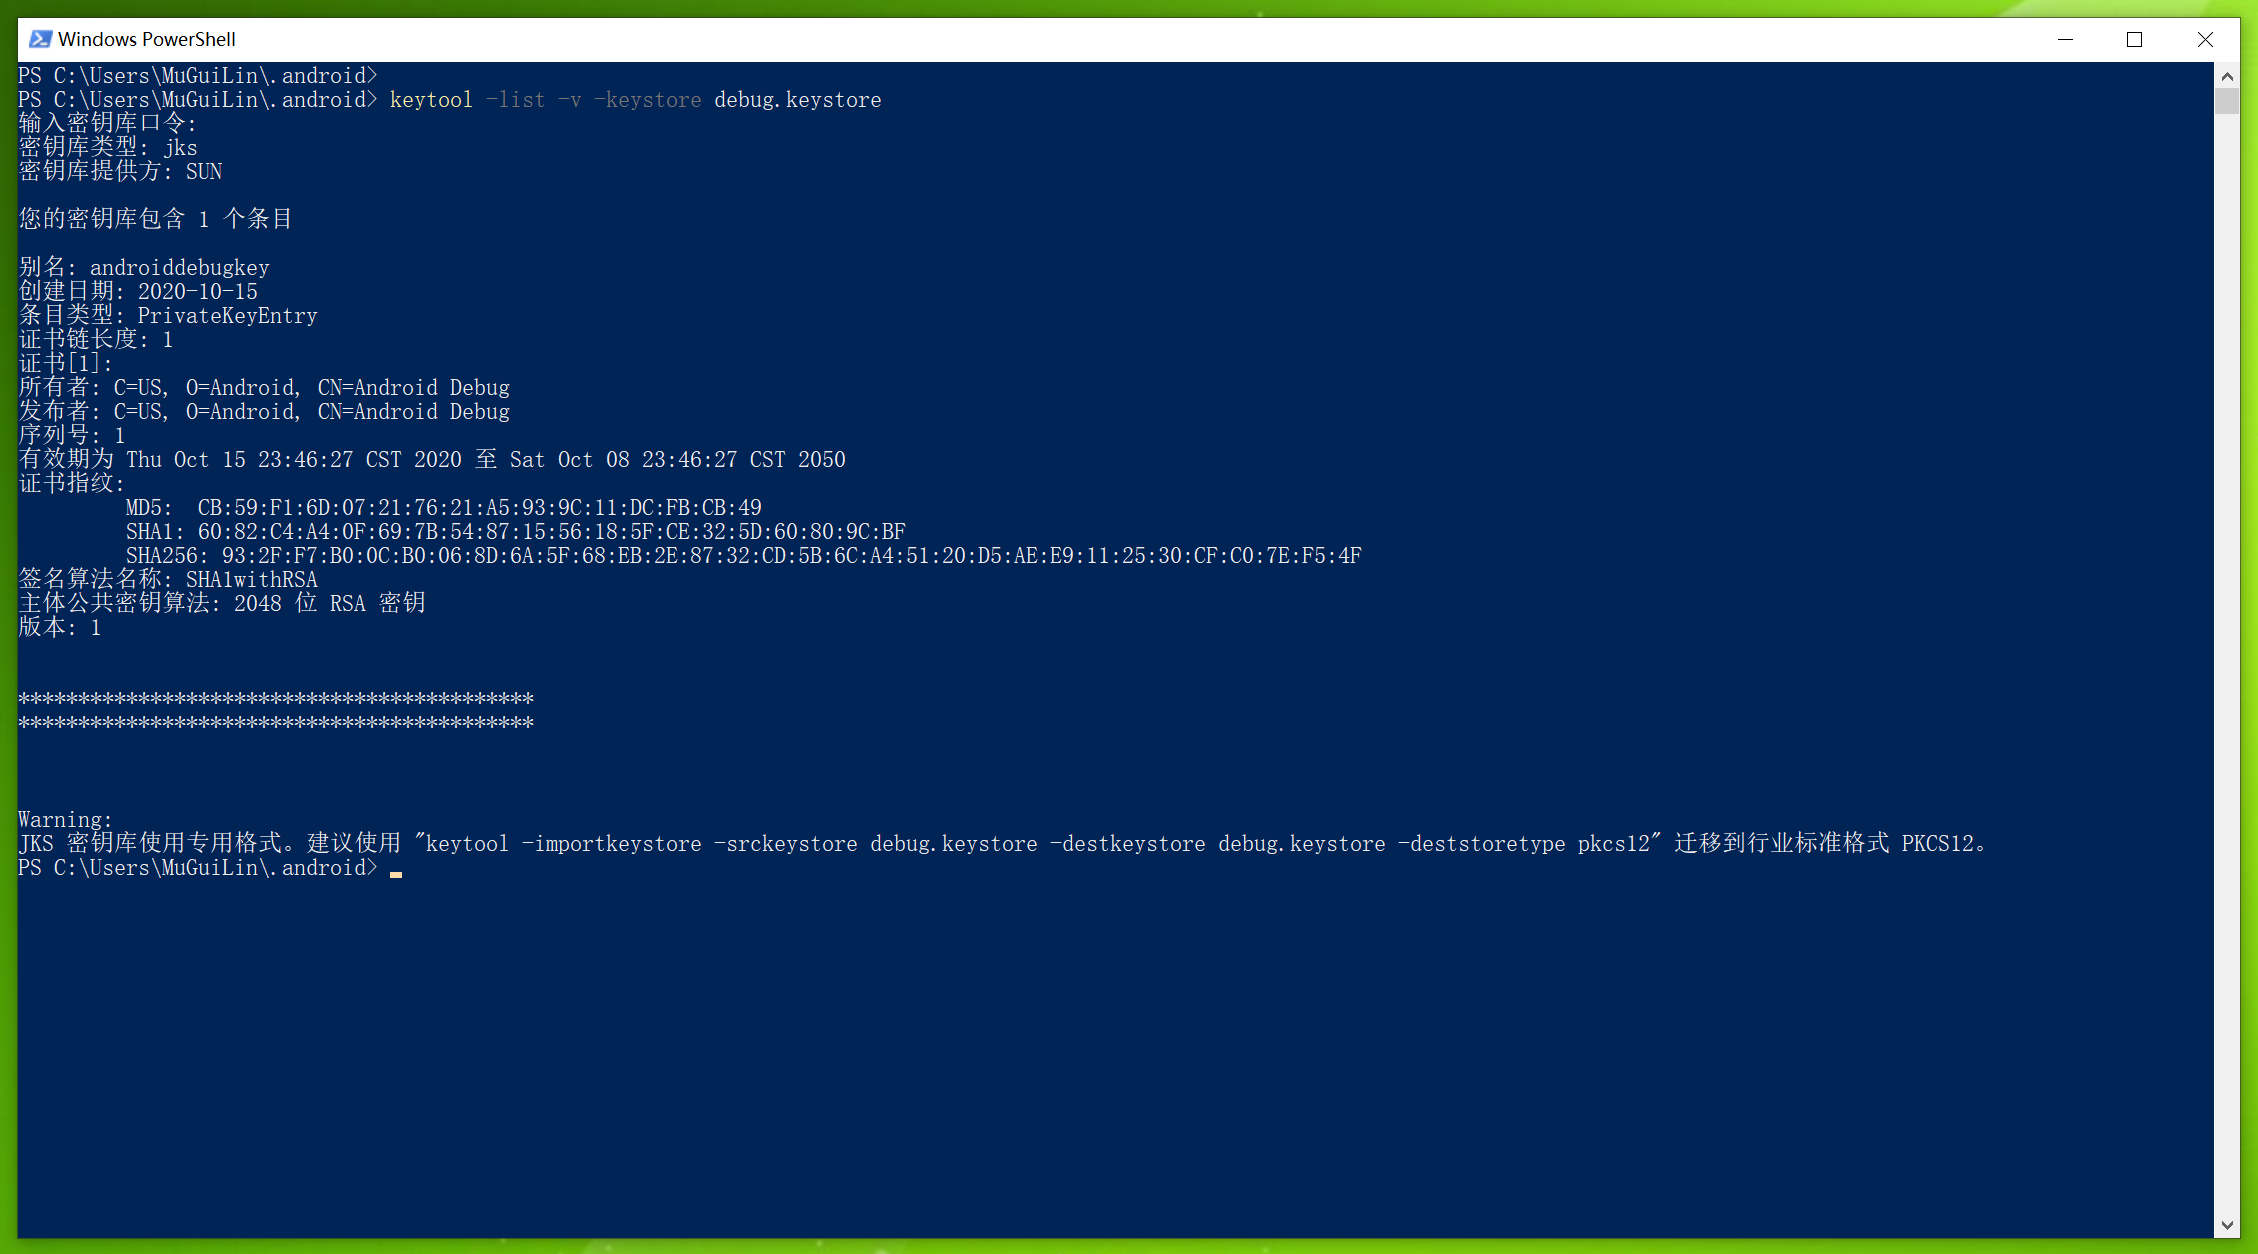 Windows PowerShell
PS C:\Users\MuGuiLin\.android>
PS C:\Users\MuGuiLin\.android> keytool -list -v -keystore debug.keystore
输入密钥库口令:
密钥库类型: jks
密钥库提供方: SUN
您的密钥库包含 1 个条目
别名: androiddebugkey
创建日期: 2020-10-15
条目类型: PrivateKeyEntry
证书链长度: 1
证书[1]:
所有者: C=US, O=Android, CN=Android Debug
发布者: C=US, O=Android, CN=Android Debug
序列号: 1
有效期为 Thu Oct 15 23:46:27 CST 2020 至 Sat Oct 08 23:46:27 CST 2050
证书指纹:
MD5:  CB:59:F1:6D:07:21:76:21:A5:93:9C:11:DC:FB:CB:49
SHA1: 60:82:C4:A4:0F:69:7B:54:87:15:56:18:5F:CE:32:5D:60:80:9C:BF
SHA256: 93:2F:F7:B0:0C:B0:06:8D:6A:5F:68:EB:2E:87:32:CD:5B:6C:A4:51:20:D5:AE:E9:11:25:30:CF:C0:7E:F5:4F
签名算法名称: SHA1withRSA
主体公共密钥算法: 2048 位 RSA 密钥
版本: 1
*******************************************
*******************************************
Warning:
JKS 密钥库使用专用格式。建议使用 "keytool -importkeystore -srckeystore debug.keystore -destkeystore debug.keystore -deststoretype pkcs12" 迁移到行业标准格式 PKCS12。
PS C:\Users\MuGuiLin\.android>